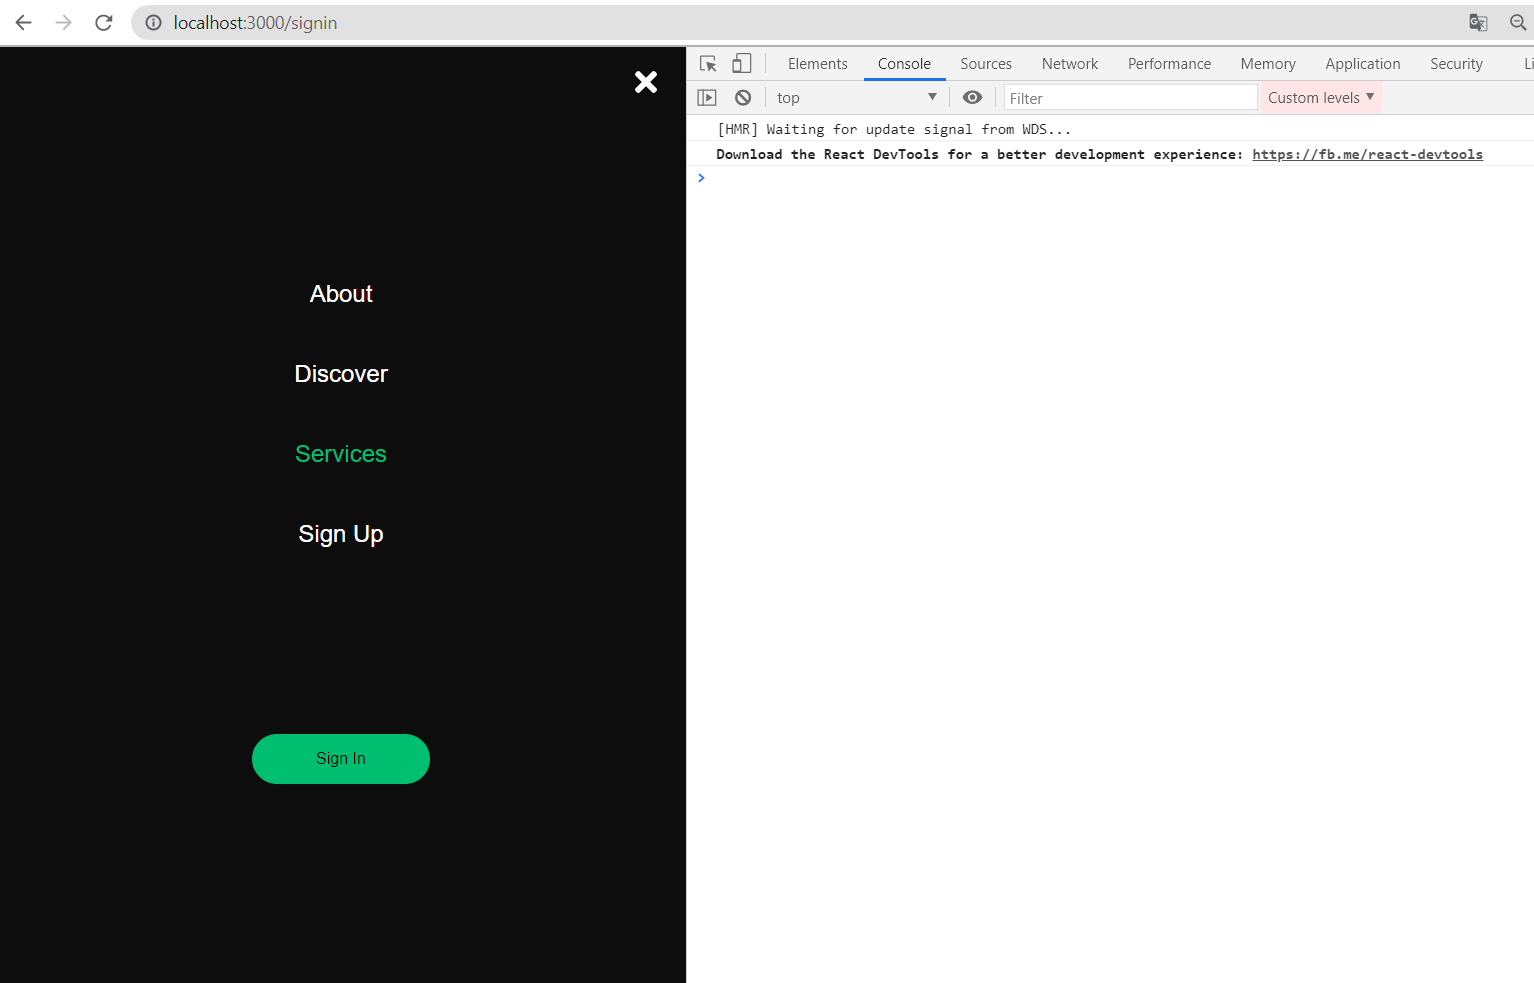 localhost:3000/signin
Elements Console Sources Network Performance Memory Application Security Li
top Filter Custom levels
[HMR] Waiting for update signal from WDS...
Download the React DevTools for a better development experience: https://fb.me/react-devtools
About
Discover
Services
Sign Up
Sign In